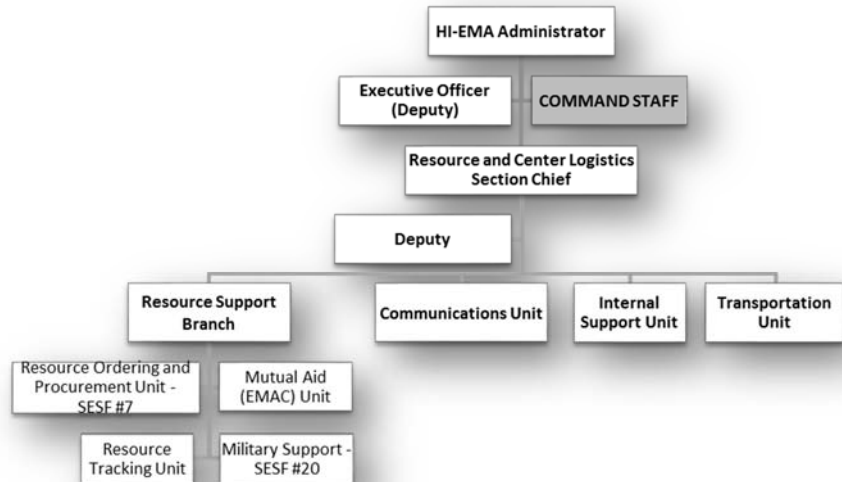 HI-EMA Administrator
Executive Officer
(Deputy)
COMMAND STAFF
Resource and Center Logistics
Section Chief
Deputy
Resource Support
Branch
Communications Unit
Internal
Support Unit
Transportation
Unit
Resource Ordering and
Procurement Unit -
SESF #7
Mutual Aid
(EMAC) Unit
Resource
Tracking Unit
Military Support -
SESF #20